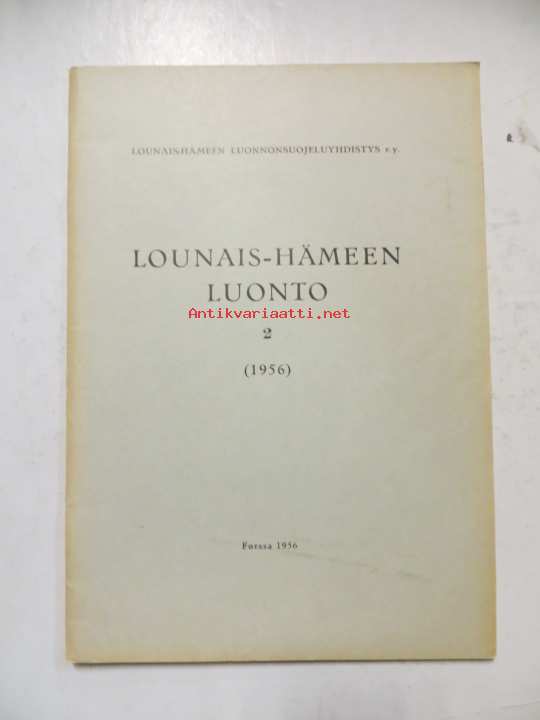 LOUNAIS-HÄMEEN LUONNONSUOJELUYHDISTYS r.y.
LOUNAIS-HÄMEEN
LUONTO
Antikvariaatti.net
2
(1956)
Forssa 1956